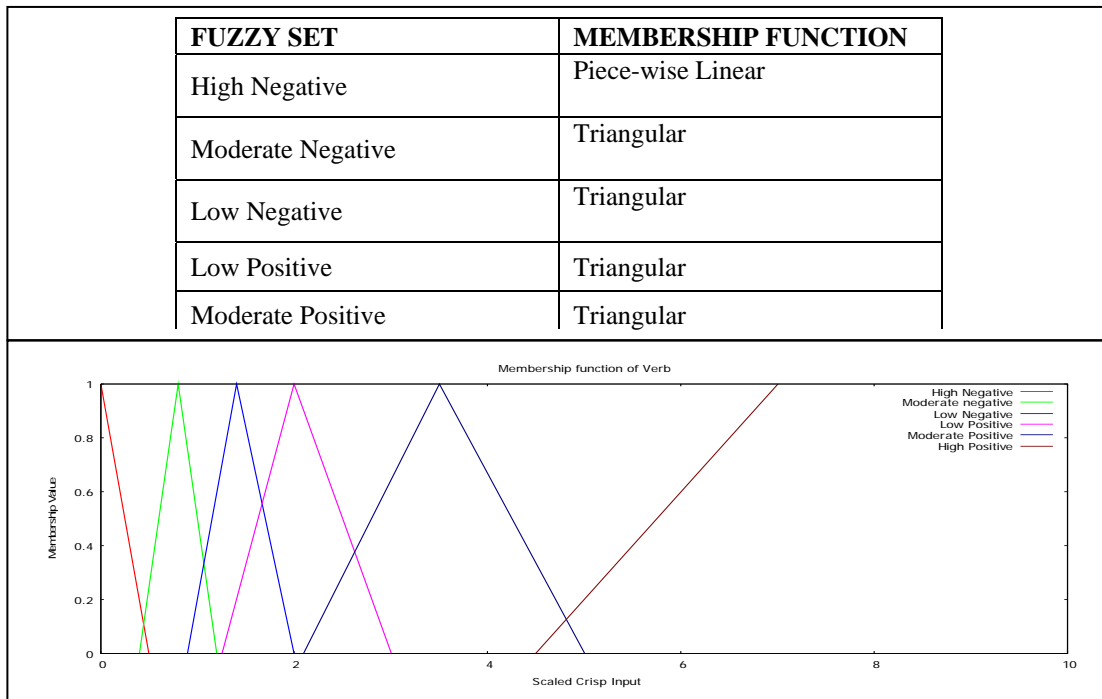 FUZZY SET MEMBERSHIP FUNCTION
High Negative Piece-wise Linear
Moderate Negative Triangular
Low Negative Triangular
Low Positive Triangular
Moderate Positive Triangular
Membership function of Verb
1
0.8
0.6
0.4
0.2
0
Membership Value
High Negative
Moderate negative
Low Negative
Low Positive
Moderate Positive
High Positive
0 2 4 6 8 10
Scaled Crisp Input